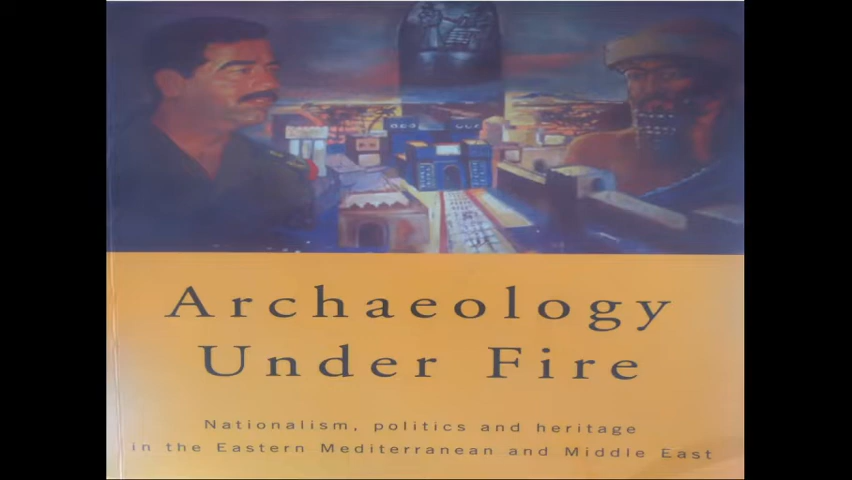 Archaeology
Under Fire
Nationalism, politics and heritage
in the Eastern Mediterranean and Middle East